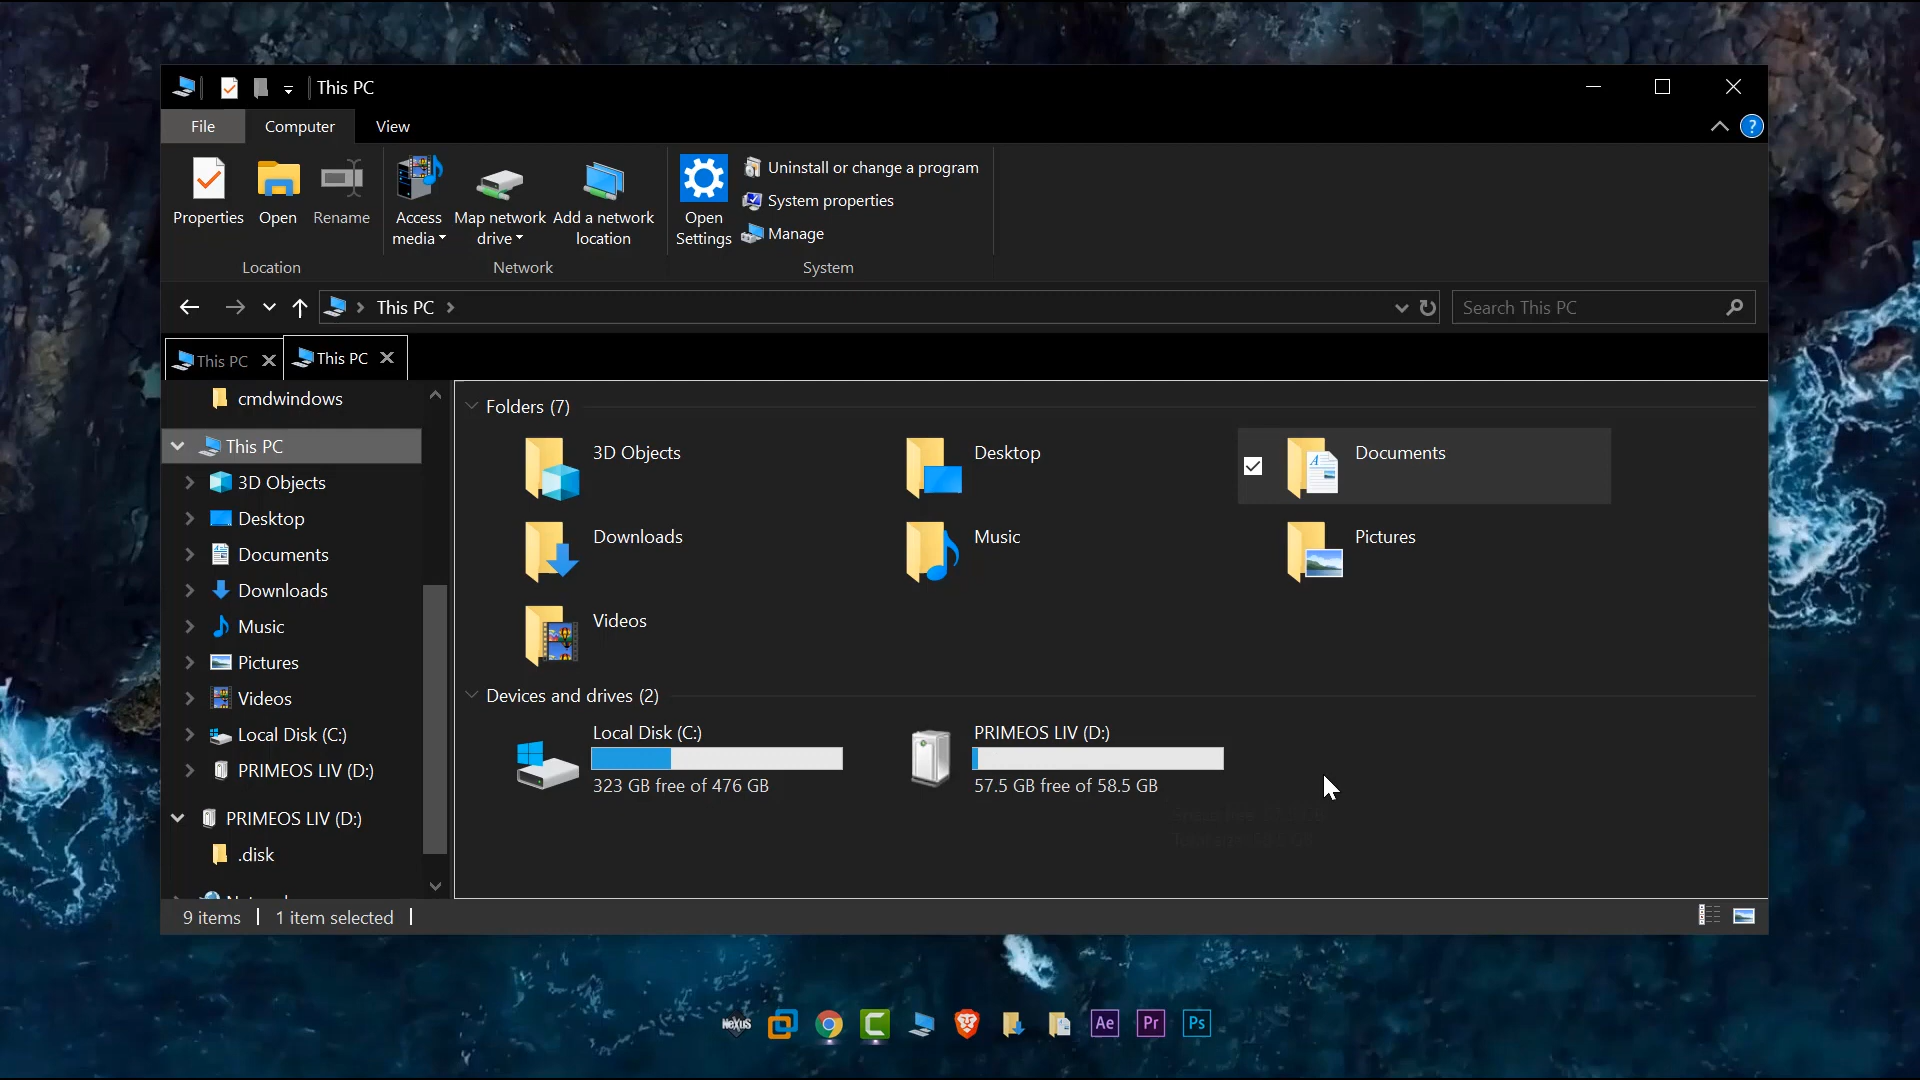 This PC
File Computer View
Uninstall or change a program
System properties
Manage
Properties Open Rename
Access media
Map network drive
Add a network location
Open Settings
Location Network System
This PC
Search This PC
This PC This PC
cmdwindows
This PC
3D Objects
Desktop
Documents
Downloads
Music
Pictures
Videos
Local Disk (C:)
PRIMEOS LIV (D:)
PRIMEOS LIV (D:)
.disk
Folders (7)
3D Objects Desktop Documents
Downloads Music Pictures
Videos
Devices and drives (2)
Local Disk (C:)
323 GB free of 476 GB
PRIMEOS LIV (D:)
57.5 GB free of 58.5 GB
9 items 1 item selected
NeXuS
Ae Pr Ps